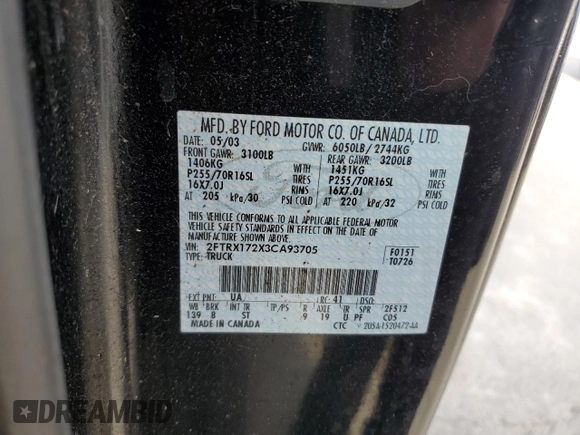 MFD. BY FORD MOTOR CO. OF CANADA, LTD.
DATE: 05/03 GVWR: 6050LB/2744KG
FRONT GAWR: 3100LB REAR GAWR: 3200LB
1406KG WITH 1451KG WITH
P255/70R16SL TIRES P255/70R16SL TIRES
16X7.0J RIMS 16X7.0J RIMS
AT 205 kPa/30 PSI COLD AT 220 kPa/32 PSI COLD
THIS VEHICLE CONFORMS TO ALL APPLICABLE FEDERAL MOTOR
VEHICLE SAFETY STANDARDS IN EFFECT ON THE DATE OF
MANUFACTURE SHOWN ABOVE.
VIN: 2FTRX172X3CA93705 F0151
TYPE: TRUCK T0726
EXT PNT: UA RC: 41 DSO:
WB BRK INT TR TP/PS R AXLE TR SPR 2F512
139 B ST 9 19 U PF C05
MADE IN CANADA CTC
DREAMBID